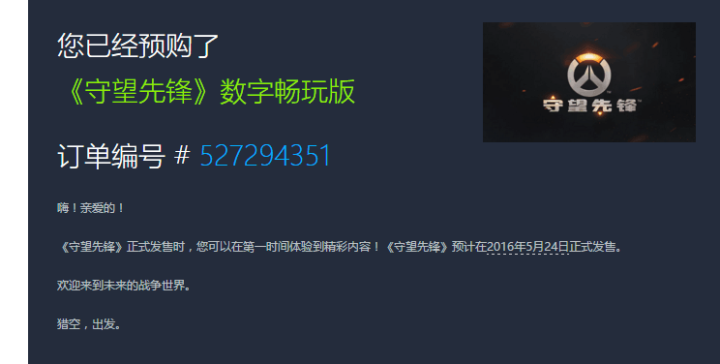 您已经预购了
《守望先锋》数字畅玩版
守望先锋
订单编号 # 527294351
嗨！亲爱的！
《守望先锋》正式发售时，您可以在第一时间体验到精彩内容！《守望先锋》预计在2016年5月24日正式发售。
欢迎来到未来的战争世界。
猎空，出发。